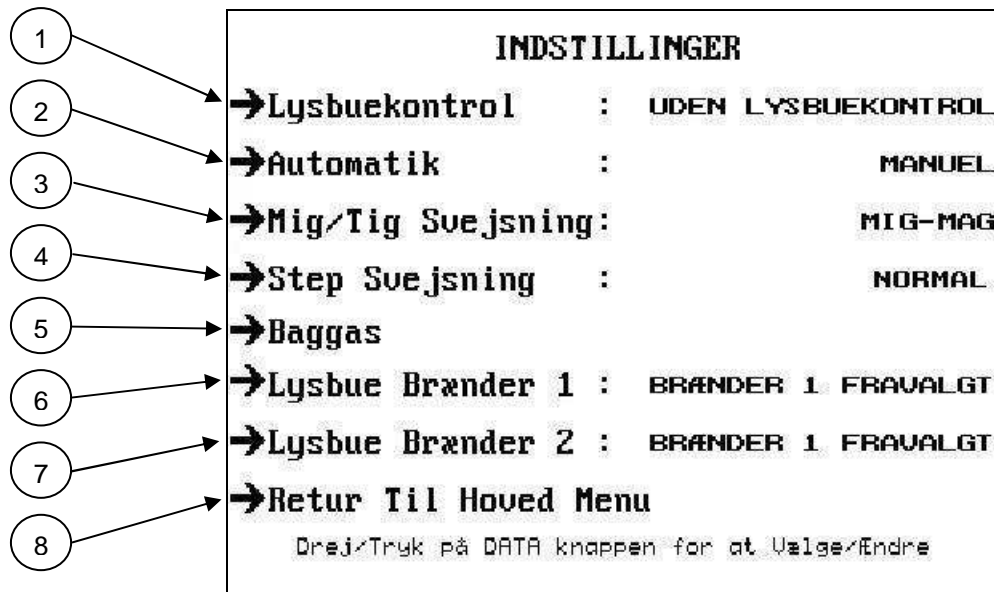 INDSTILLINGER
1 Lysbuekontrol : UDEN LYSBUEKONTROL
2 Automatik : MANUEL
3 Mig/Tig Svejsning: MIG-MAG
4 Step Svejsning : NORMAL
5 Baggas
6 Lysbue Brænder 1 : BRÆNDER 1 FRAVALGT
7 Lysbue Brænder 2 : BRÆNDER 1 FRAVALGT
8 Retur Til Hoved Menu
Drej/Tryk på DATA knappen for at Vælge/Ændre